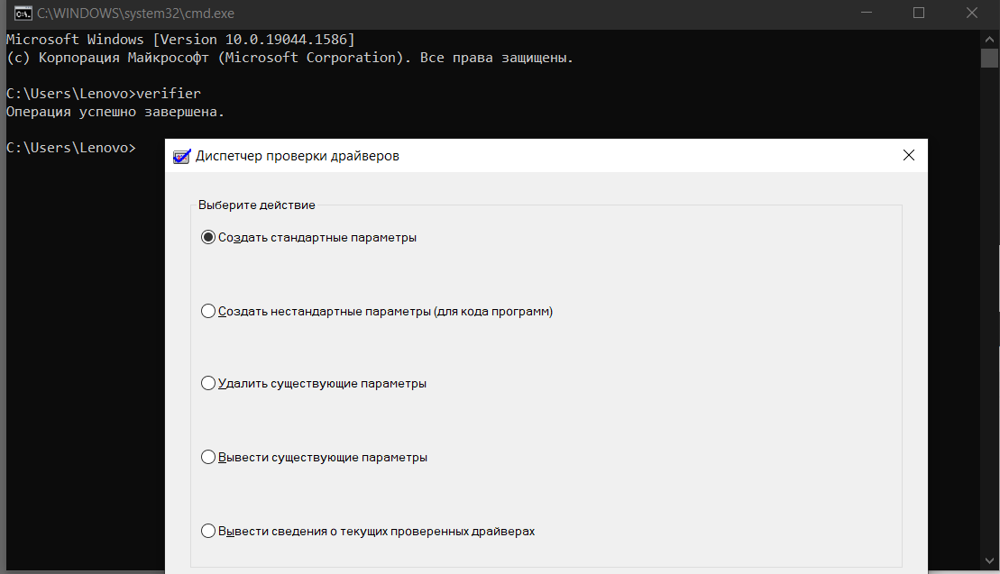 C:\WINDOWS\system32\cmd.exe
Microsoft Windows [Version 10.0.19044.1586]
(c) Корпорация Майкрософт (Microsoft Corporation). Все права защищены.
C:\Users\Lenovo>verifier
Операция успешно завершена.
C:\Users\Lenovo>
Диспетчер проверки драйверов
Выберите действие
Создать стандартные параметры
Создать нестандартные параметры (для кода программ)
Удалить существующие параметры
Вывести существующие параметры
Вывести сведения о текущих проверенных драйверах